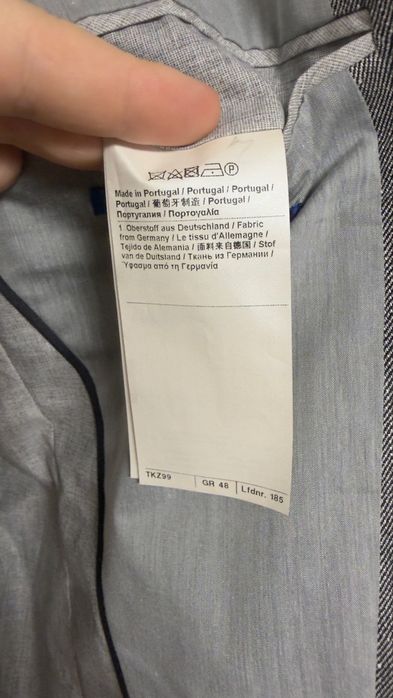 Made in Portugal / Portugal / Portugal /
Portugal / 葡萄牙制造 / Portugal /
Португалия / Πορτογαλία
1. Oberstoff aus Deutschland / Fabric
from Germany / Le tissu d'Allemagne /
Tejido de Alemania / 面料来自德国 / Stof
van de Duitsland / Ткань из Германии /
Ύφασμα από τη Γερμανία
TKZ99 GR 48 Lfdnr. 185